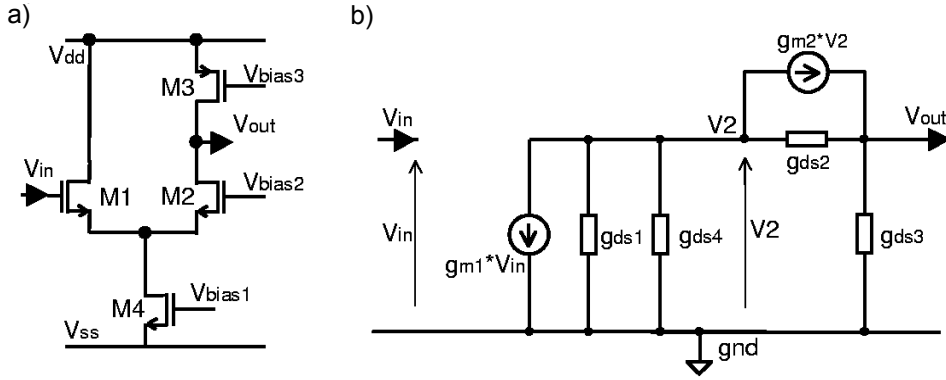 a)
Vdd
M3
Vbias3
Vout
Vin
M1
M2
Vbias2
M4
Vbias1
Vss
b)
gm2*V2
Vin
V2
Vout
gds2
Vin
gm1*Vin
gds1
gds4
V2
gds3
gnd